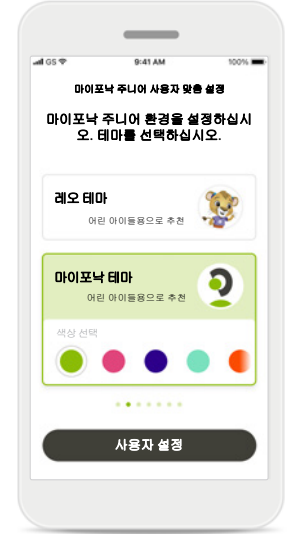 GS
9:41 AM
100%
마이포낙 주니어 사용자 맞춤 설정
마이포낙 주니어 환경을 설정하십시
오. 테마를 선택하십시오.
레오 테마
어린 아이들용으로 추천
마이포낙 테마
어린 아이들용으로 추천
색상 선택
사용자 설정